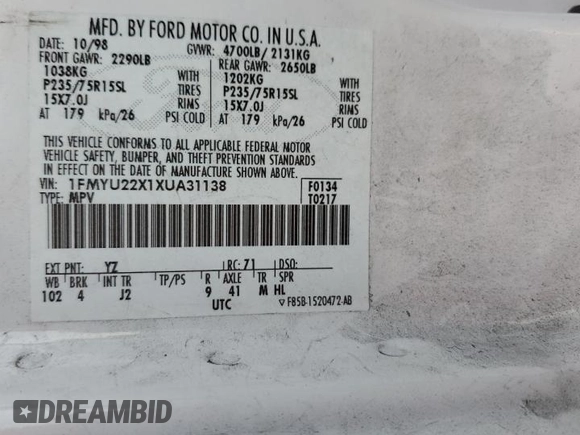 MFD. BY FORD MOTOR CO. IN U.S.A.
DATE: 10/98 GVWR: 4700LB/ 2131KG
FRONT GAWR: 2290LB REAR GAWR: 2650LB
1038KG WITH 1202KG WITH
P235/75R15SL TIRES P235/75R15SL TIRES
15X7.0J RIMS 15X7.0J RIMS
AT 179 kPa/26 PSI COLD AT 179 kPa/26 PSI COLD
THIS VEHICLE CONFORMS TO ALL APPLICABLE FEDERAL MOTOR
VEHICLE SAFETY, BUMPER, AND THEFT PREVENTION STANDARDS
IN EFFECT ON THE DATE OF MANUFACTURE SHOWN ABOVE.
VIN: 1FMYU22X1XUA31138 F0134
TYPE: MPV T0217
EXT PNT: YZ RC: 71 DSO:
WB BRK INT TR TP/PS R AXLE TR SPR
102 4 J2 9 41 M HL
UTC F85B-1520472-AB
DREAMBID